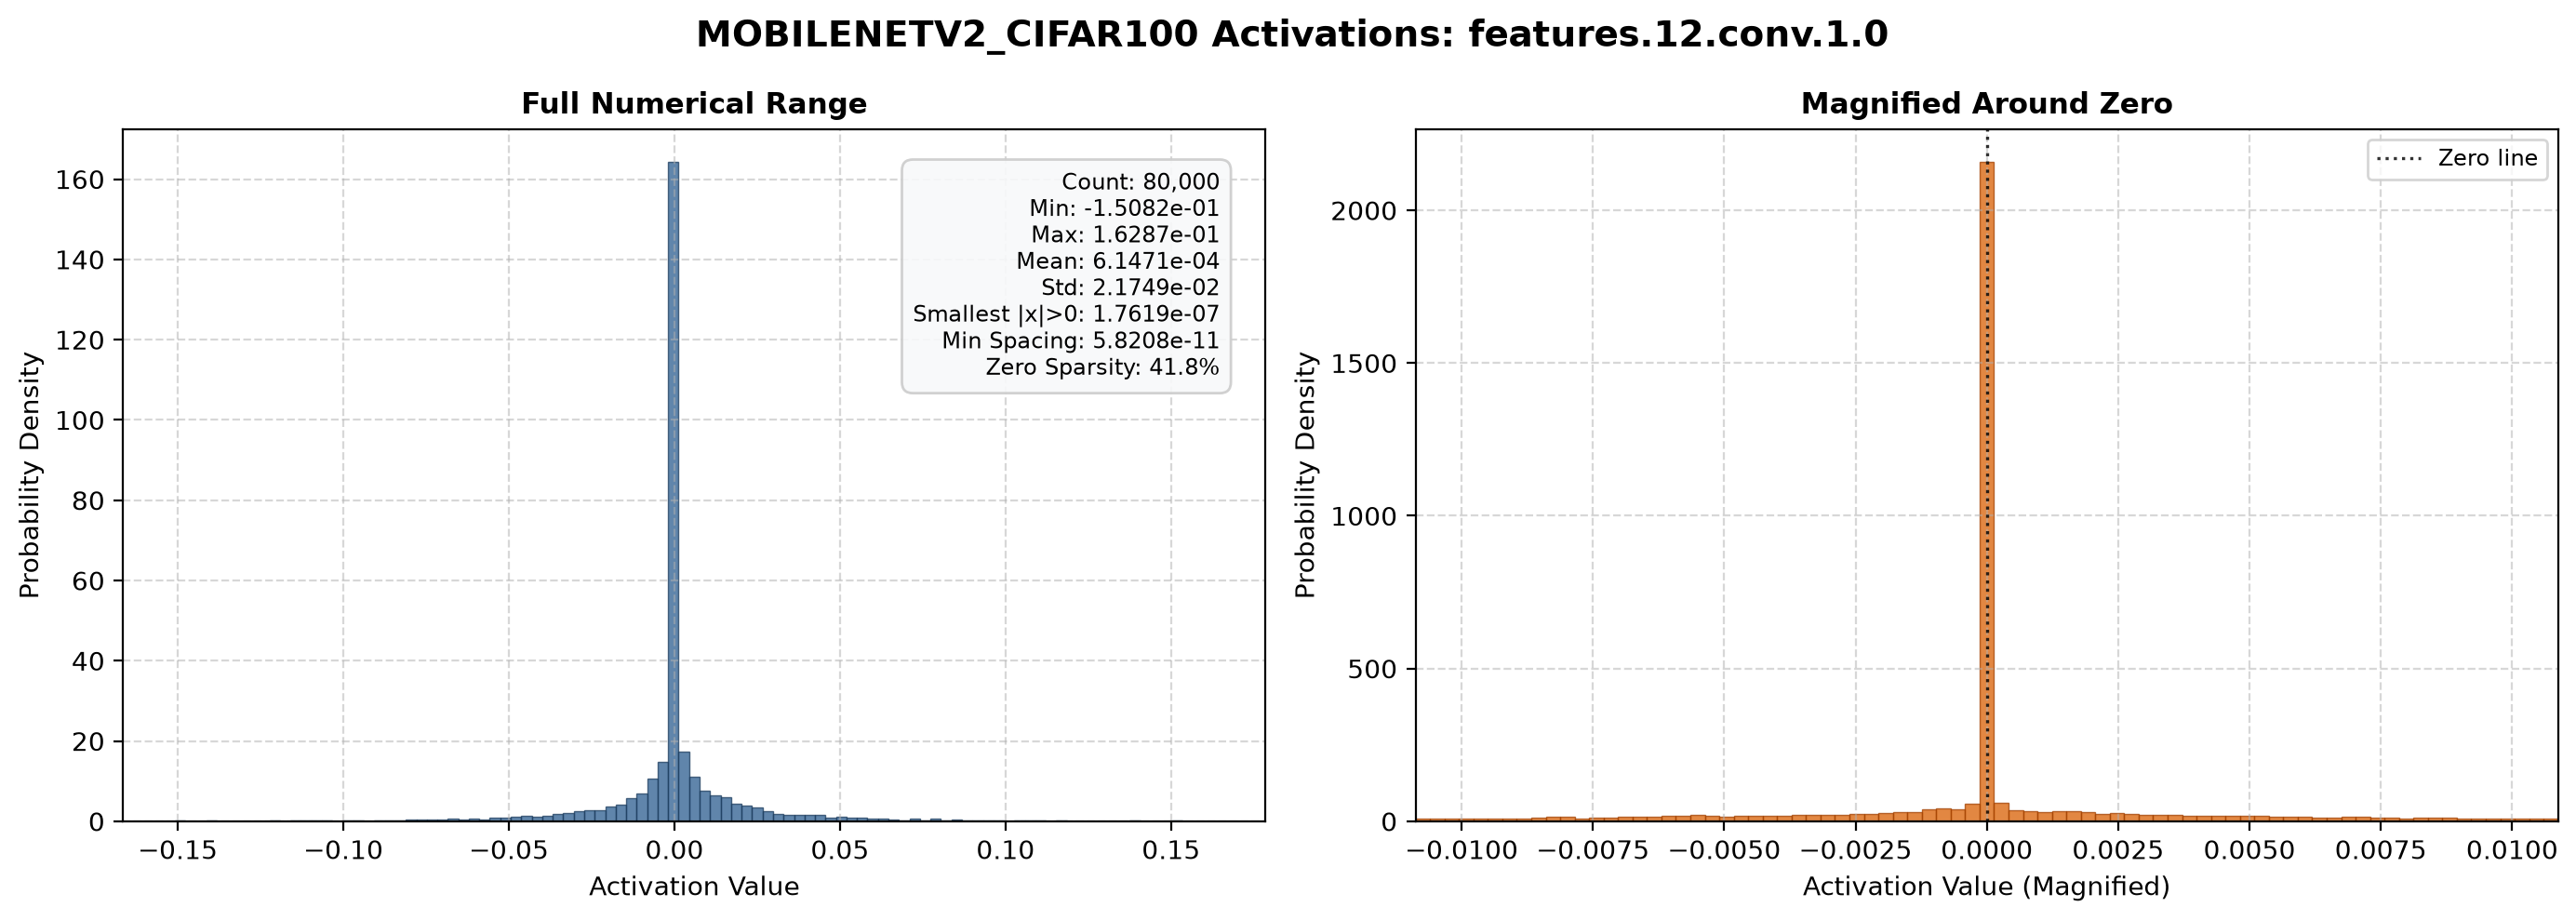 MOBILENETV2_CIFAR100 Activations: features.12.conv.1.0
Full Numerical Range
Probability Density
160
140
120
100
80
60
40
20
0
Count: 80,000
Min: -1.5082e-01
Max: 1.6287e-01
Mean: 6.1471e-04
Std: 2.1749e-02
Smallest |x|>0: 1.7619e-07
Min Spacing: 5.8208e-11
Zero Sparsity: 41.8%
−0.15 −0.10 −0.05 0.00 0.05 0.10 0.15
Activation Value
Magnified Around Zero
Probability Density
2000
1500
1000
500
0
Zero line
−0.0100 −0.0075 −0.0050 −0.0025 0.0000 0.0025 0.0050 0.0075 0.0100
Activation Value (Magnified)